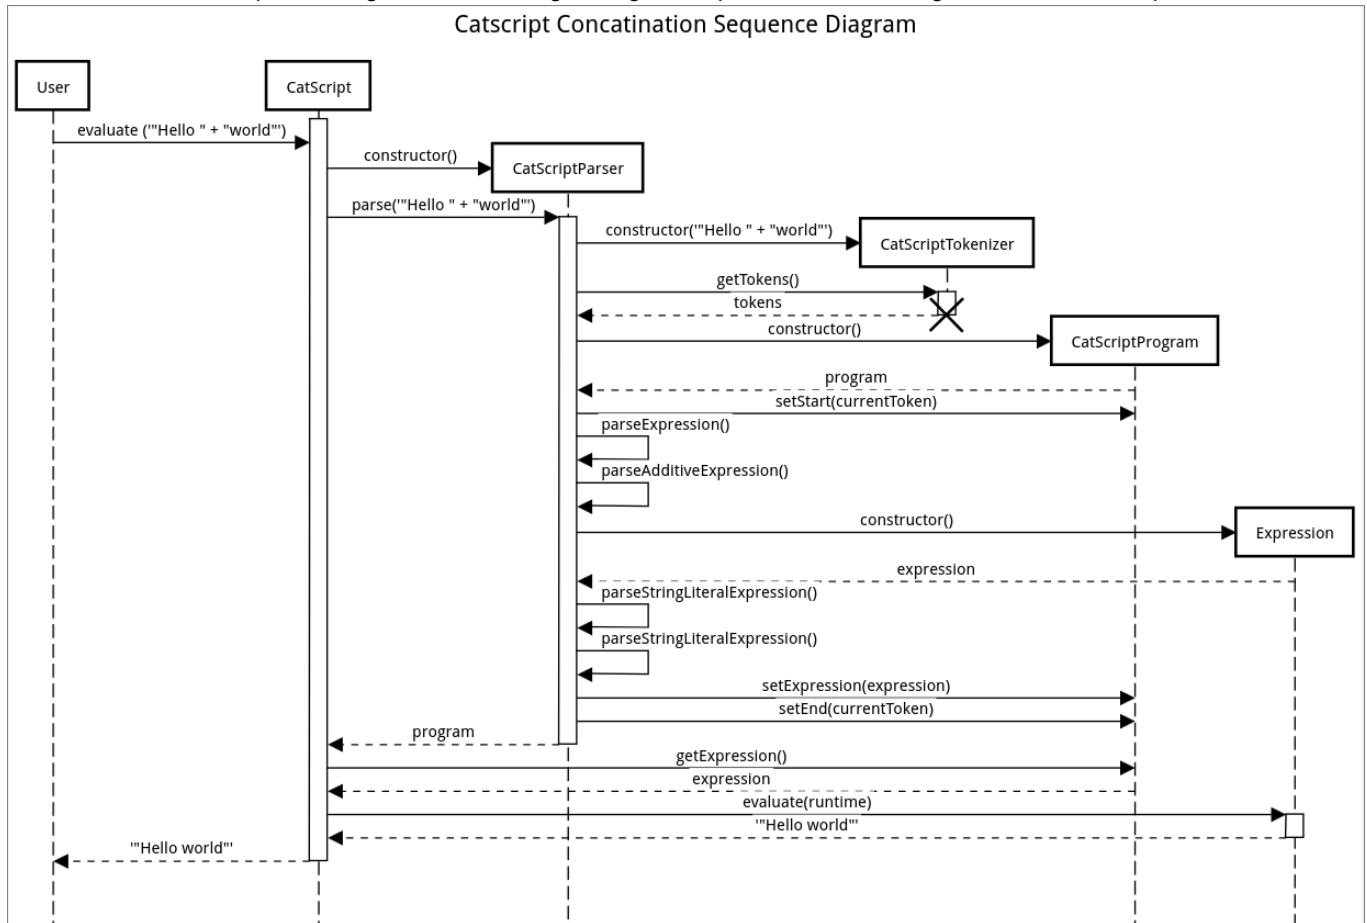 Catscript Concatination Sequence Diagram
User
CatScript
evaluate ('"Hello " + "world"')
constructor()
CatScriptParser
parse('"Hello " + "world"')
constructor('"Hello " + "world"')
CatScriptTokenizer
getTokens()
tokens
constructor()
CatScriptProgram
program
setStart(currentToken)
parseExpression()
parseAdditiveExpression()
constructor()
Expression
expression
parseStringLiteralExpression()
parseStringLiteralExpression()
setExpression(expression)
setEnd(currentToken)
program
getExpression()
expression
evaluate(runtime)
'"Hello world"'
'"Hello world"'